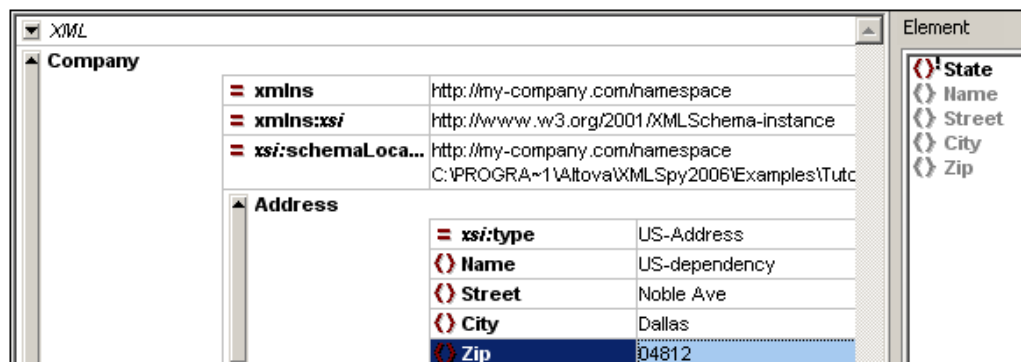 XML
Element
Company
State
= xmlns http://my-company.com/namespace
Name
= xmlns:xsi http://www.w3.org/2001/XMLSchema-instance
Street
= xsi:schemaLoca... http://my-company.com/namespace
City
C:\PROGRA~1\Altova\XMLSpy2006\Examples\Tuto
Zip
Address
= xsi:type US-Address
Name US-dependency
Street Noble Ave
City Dallas
Zip 04812